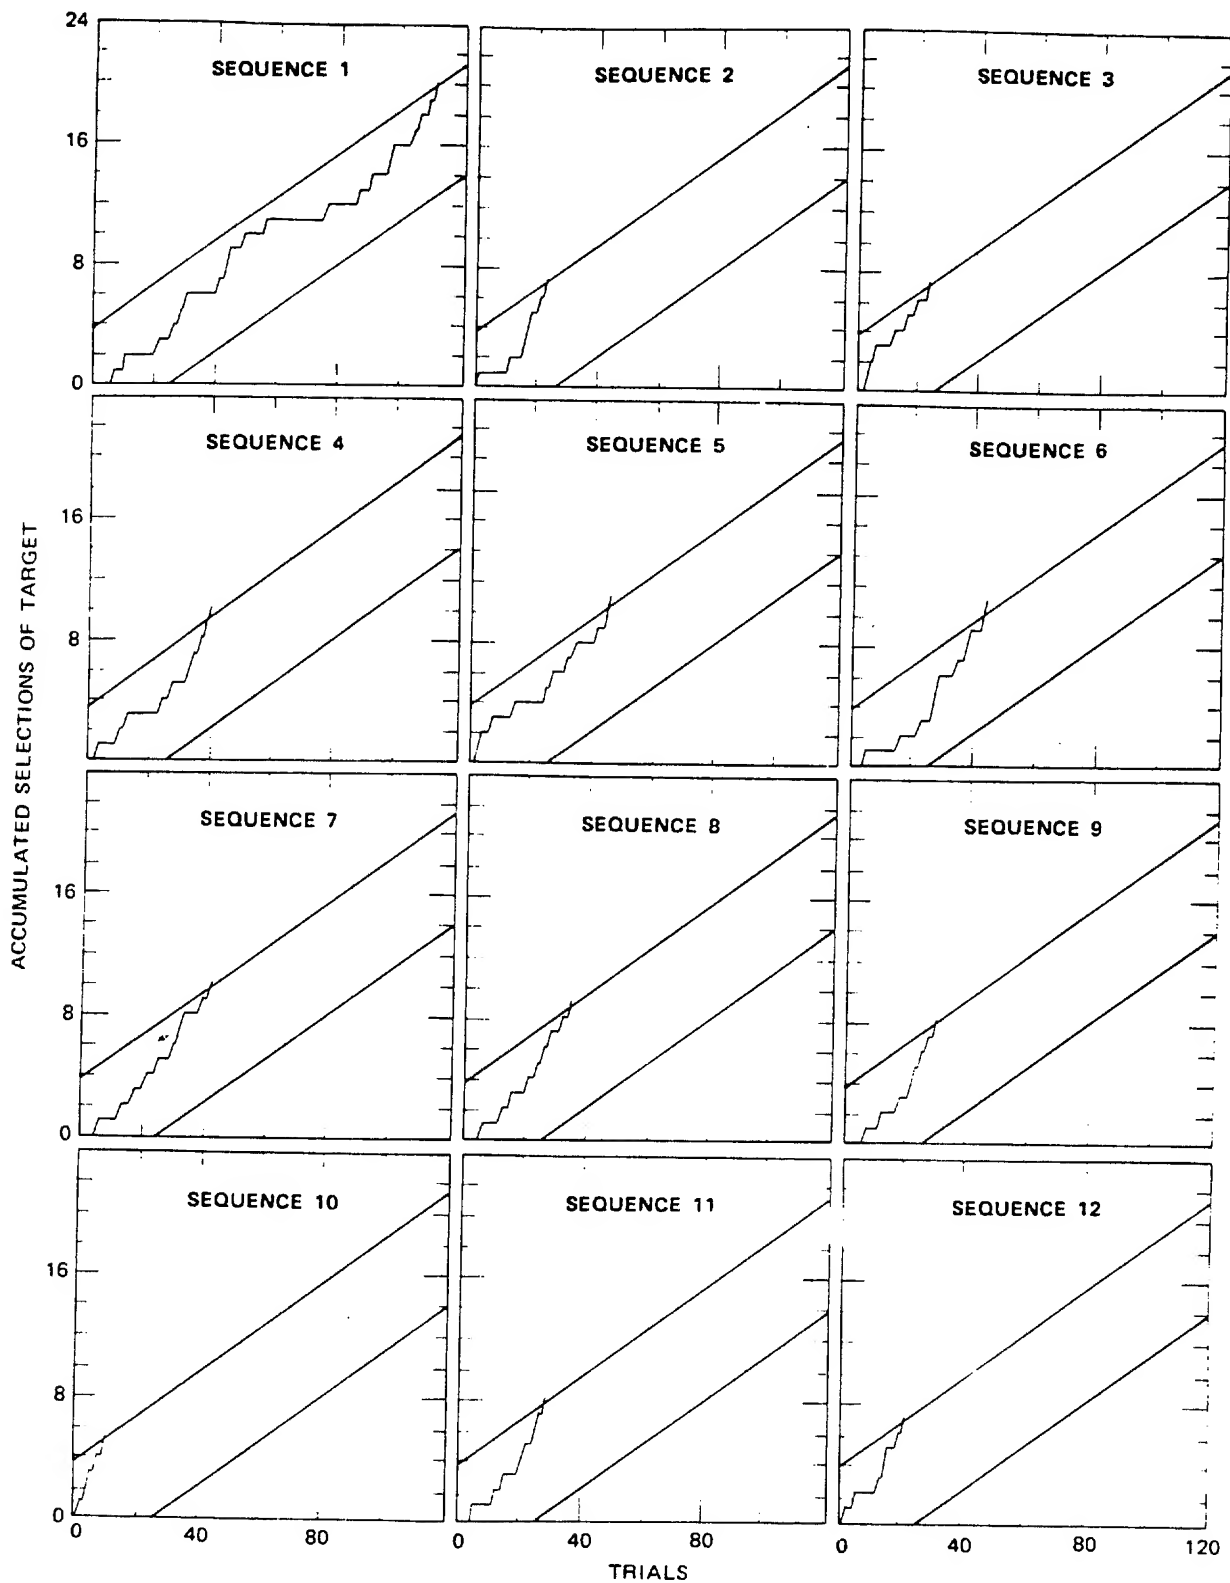 24
SEQUENCE 1
SEQUENCE 2
SEQUENCE 3
16
8
0
SEQUENCE 4
SEQUENCE 5
SEQUENCE 6
16
8
0
ACCUMULATED SELECTIONS OF TARGET
SEQUENCE 7
SEQUENCE 8
SEQUENCE 9
16
8
0
SEQUENCE 10
SEQUENCE 11
SEQUENCE 12
16
8
0
0 40 80 0 40 80 0 40 80 120
TRIALS